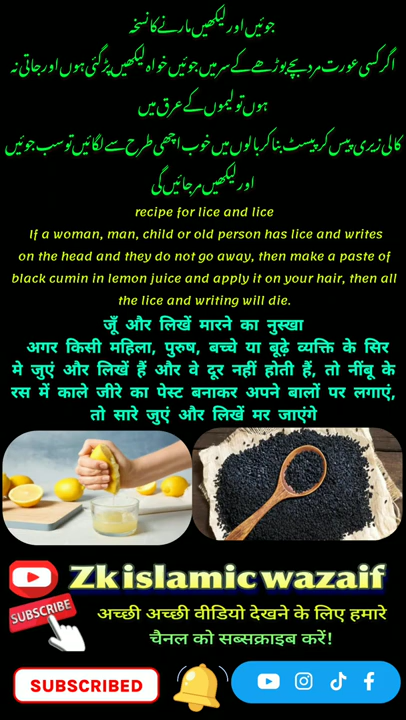 جوئیں اور لیکھیں مارنے کا نسخہ
اگر کسی عورت مرد بچے بوڑھے کے سر میں جوئیں خواہ لیکھیں پڑ گئی ہوں اور جاتی نہ
ہوں تو لیموں کے عرق میں
کالی زیری پیس کر پیسٹ بنا کر بالوں میں خوب اچھی طرح سے لگائیں تو سب جوئیں
اور لیکھیں مر جائیں گی
recipe for lice and lice
If a woman, man, child or old person has lice and writes
on the head and they do not go away, then make a paste of
black cumin in lemon juice and apply it on your hair, then all
the lice and writing will die.
जूँ और लिखें मारने का नुस्खा
अगर किसी महिला, पुरुष, बच्चे या बूढ़े व्यक्ति के सिर
मे जुएं और लिखें हैं और वे दूर नहीं होती हैं, तो नींबू के
रस में काले जीरे का पेस्ट बनाकर अपने बालों पर लगाएं,
तो सारे जुएं और लिखें मर जाएंगे
Zk islamic wazaif
SUBSCRIBE
अच्छी अच्छी वीडियो देखने के लिए हमारे
चैनल को सब्सक्राइब करें!
SUBSCRIBED